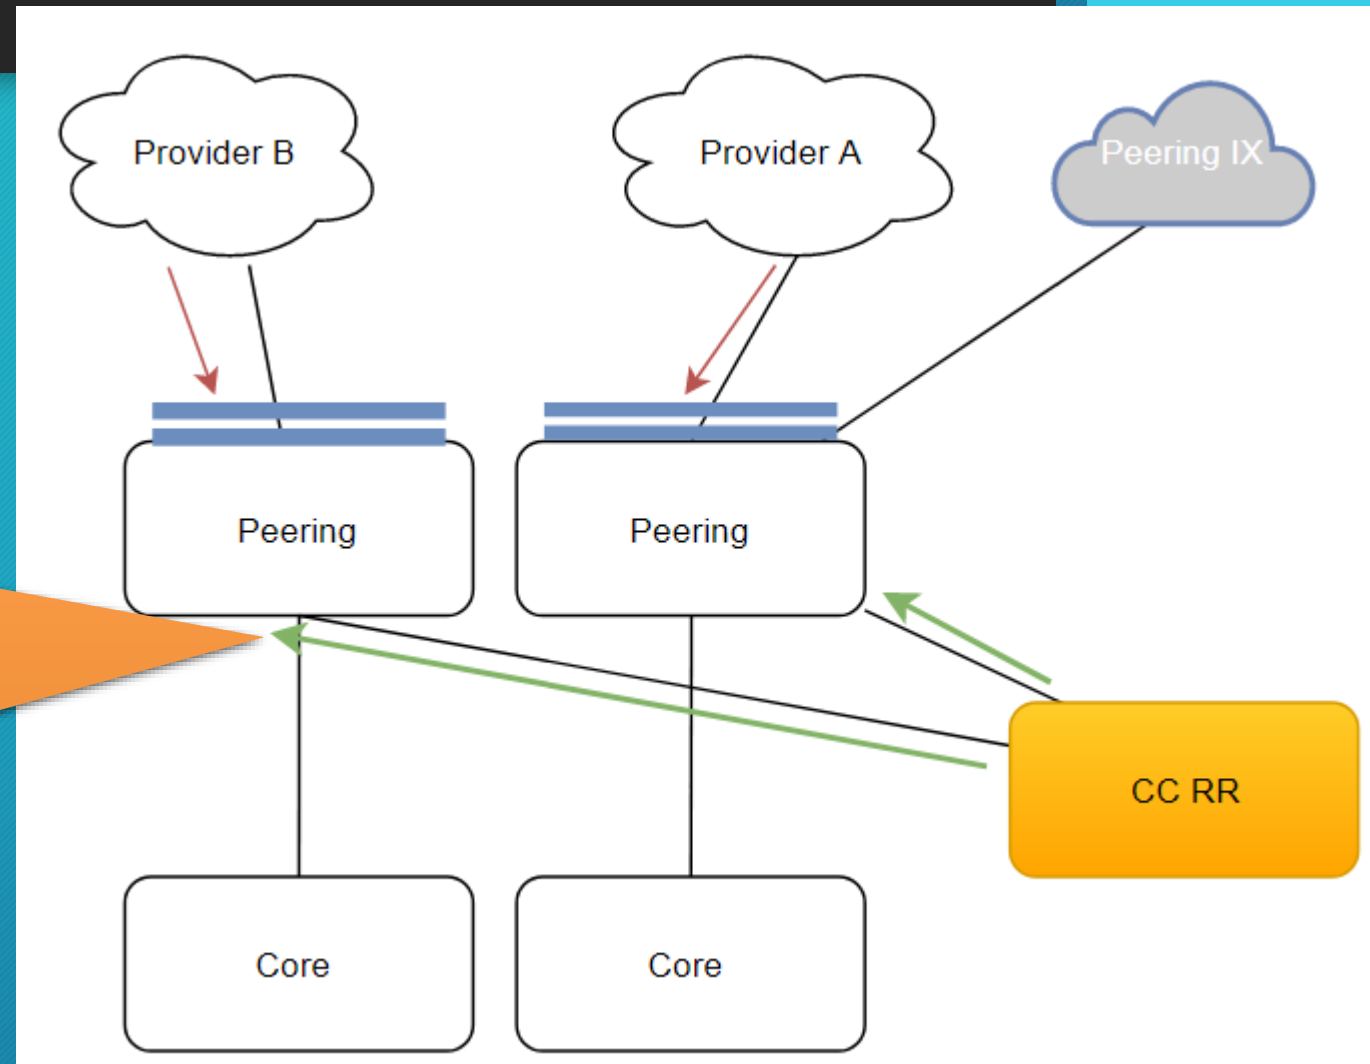 Provider B
Provider A
Peering IX
Peering
Peering
CC RR
Core
Core